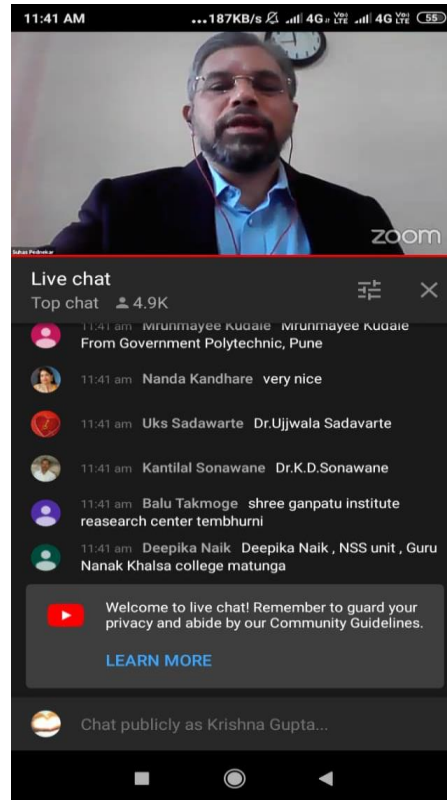 11:41 AM
...187KB/s 4G Vo) LTE 4G Vo) LTE 55
zoom
Suhas Pednekar
Live chat
Top chat 4.9K
11:41 am Mrunmayee Kudale Mrunmayee Kudale
From Government Polytechnic, Pune
11:41 am Nanda Kandhare very nice
11:41 am Uks Sadawarte Dr.Ujjwala Sadavarte
11:41 am Kantilal Sonawane Dr.K.D.Sonawane
11:41 am Balu Takmoge shree ganpatu institute
reasearch center tembhurni
11:41 am Deepika Naik Deepika Naik , NSS unit , Guru
Nanak Khalsa college matunga
Welcome to live chat! Remember to guard your
privacy and abide by our Community Guidelines.
LEARN MORE
Chat publicly as Krishna Gupta...